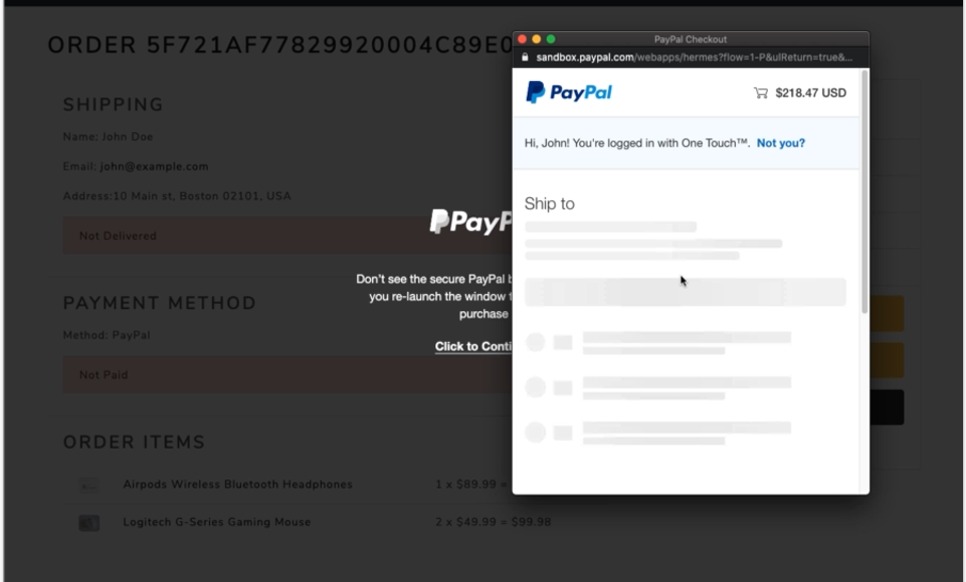 ORDER 5F721AF77829920004C89E0
SHIPPING
Name: John Doe
Email: john@example.com
Address:10 Main st, Boston 02101, USA
Not Delivered
PAYMENT METHOD
Method: PayPal
Not Paid
ORDER ITEMS
Airpods Wireless Bluetooth Headphones
1 x $89.99 =
Logitech G-Series Gaming Mouse
2 x $49.99 = $99.98
PayP
Don't see the secure PayPal b
you re-launch the window t
purchase
Click to Conti
PayPal Checkout
sandbox.paypal.com/webapps/hermes?flow=1-P&ulReturn=true&...
PayPal
$218.47 USD
Hi, John! You're logged in with One Touch™. Not you?
Ship to